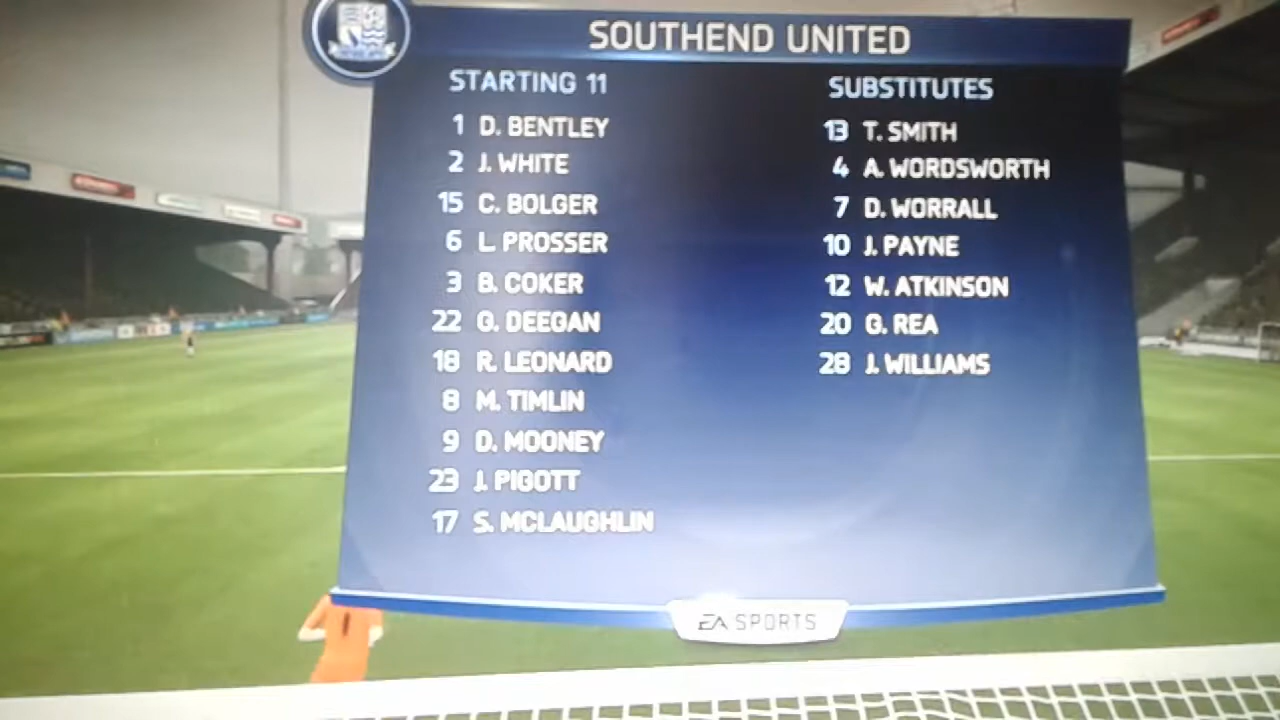 SOUTHEND UNITED
STARTING 11
1 D. BENTLEY
2 J. WHITE
15 C. BOLGER
6 L. PROSSER
3 B. COKER
22 G. DEEGAN
18 R. LEONARD
8 M. TIMLIN
9 D. MOONEY
23 J. PIGOTT
17 S. MCLAUGHLIN
SUBSTITUTES
13 T. SMITH
4 A. WORDSWORTH
7 D. WORRALL
10 J. PAYNE
12 W. ATKINSON
20 G. REA
28 J. WILLIAMS
EA SPORTS
1